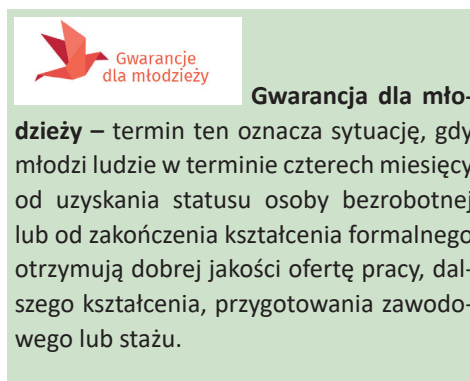 Gwarancje
dla młodzieży
Gwarancja dla mło-
dzieży – termin ten oznacza sytuację, gdy
młodzi ludzie w terminie czterech miesięcy
od uzyskania statusu osoby bezrobotnej
lub od zakończenia kształcenia formalnego
otrzymują dobrej jakości ofertę pracy, dal-
szego kształcenia, przygotowania zawodo-
wego lub stażu.